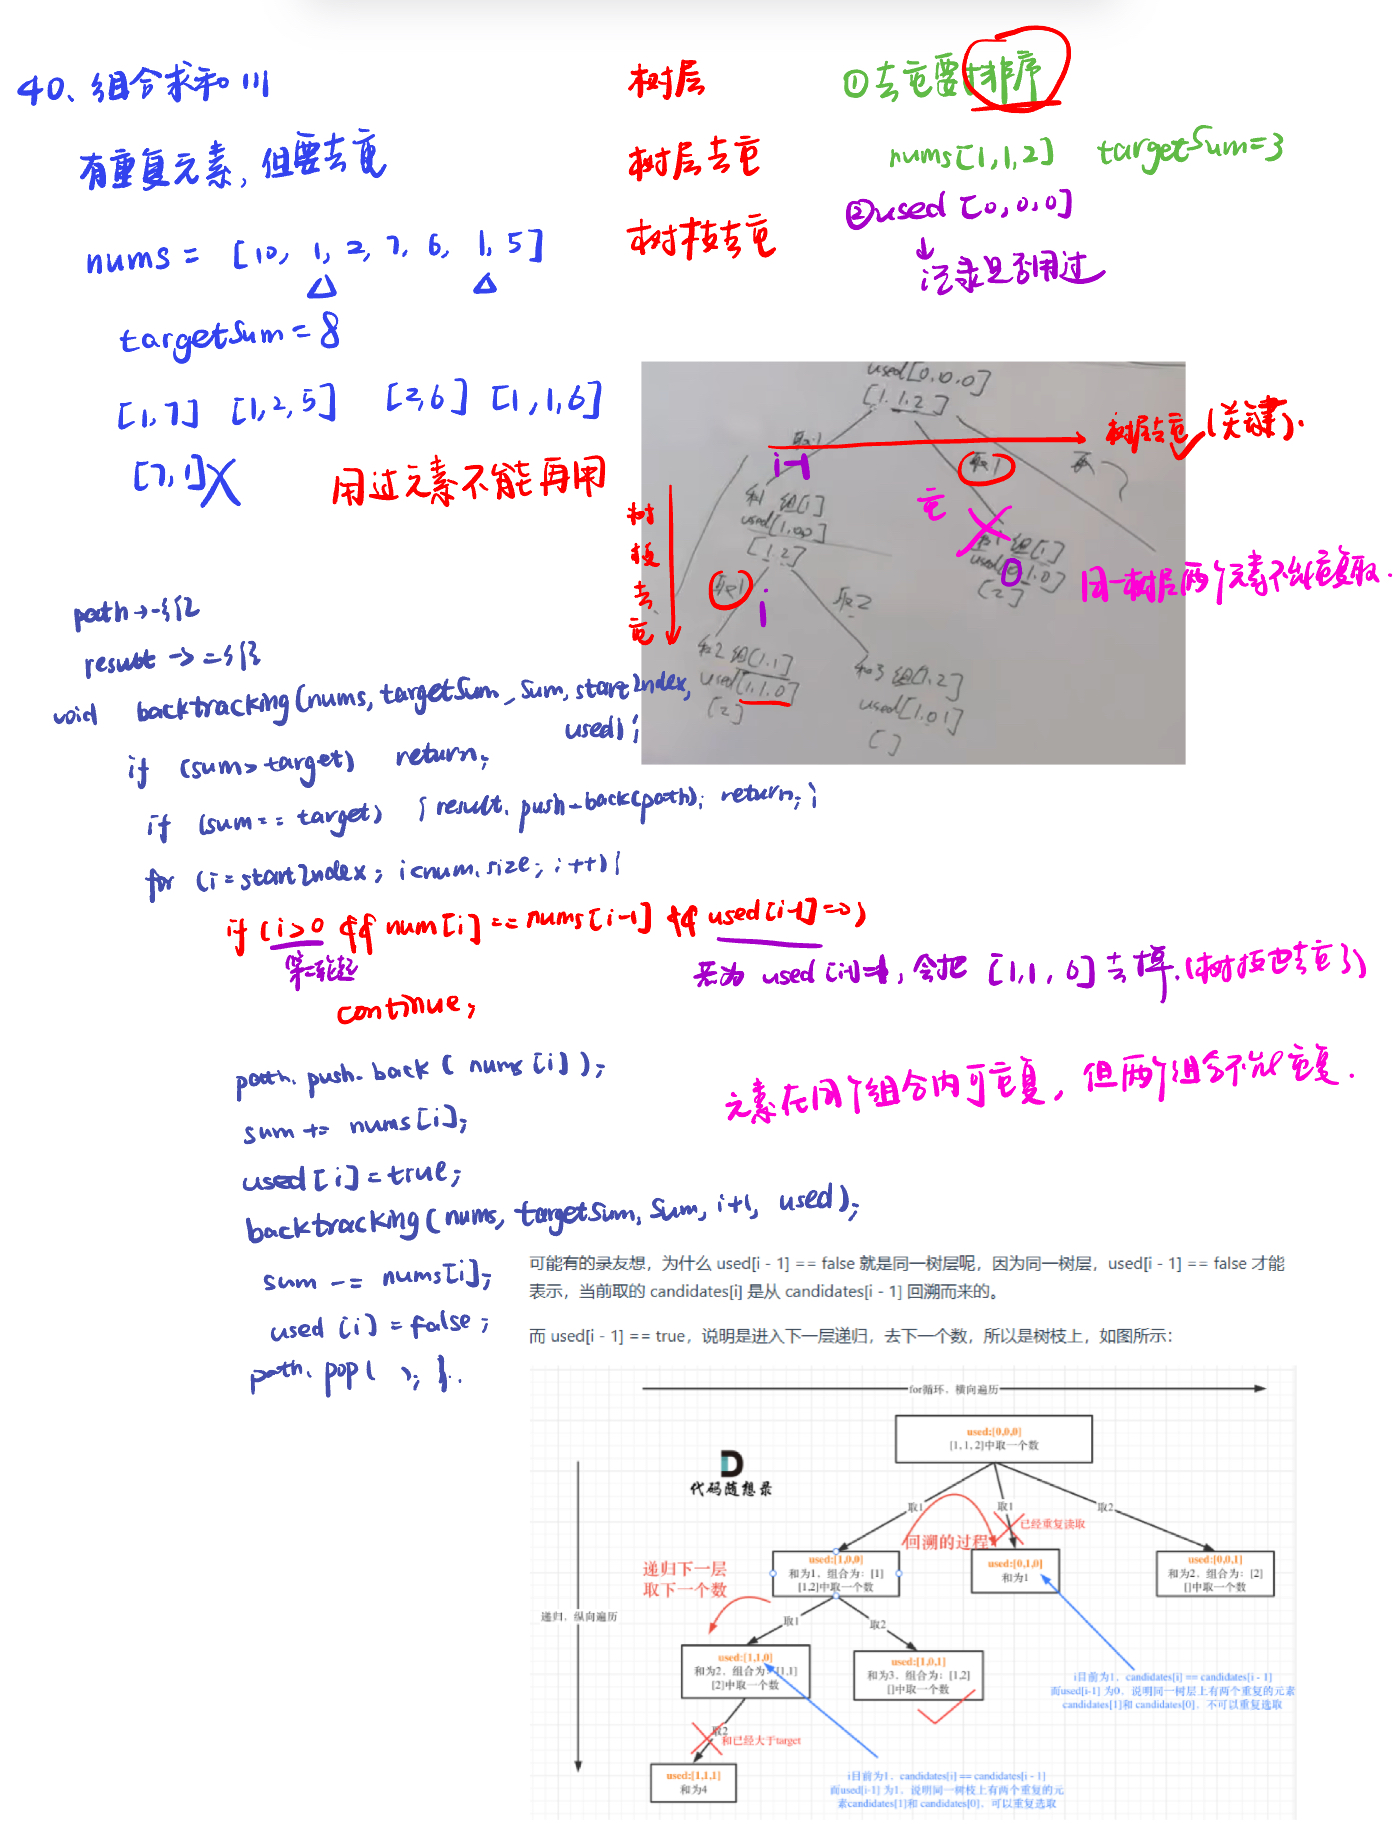 40、组合求和 III
有重复元素，但要去重
nums = [10, 1, 2, 7, 6, 1, 5]
targetSum = 8
[1,7] [1,2,5] [2,6] [1,1,6]
[7,1]X 用过元素不能再用
树层
树层去重
树枝去重
①去重要排序
nums[1,1,2] targetSum=3
②used [0,0,0]
↓
记录是否用过
used[0,0,0]
[1.1.2]
取1
i-1
取1
树层去重(关键).
和1 组[1]
used[1.0.0]
[1.2]
重
0
[2]
同一树层两个元素不能重复取.
树枝去重
取1
i
取2
和2 组[1.1]
used[1.1.0]
[2]
和3 组[1.2]
used[1.0.1]
[]
path →
result →
void backtracking(nums, targetSum, sum, startIndex,
used);
if (sum > target) return;
if (sum == target) { result.push-back(path); return; }
for (i = startIndex; i<num.size; i++){
if (i>0 && num[i] == nums[i-1] && used[i-1]==0)
若为 used[i-1]=1, 会把 [1,1,0] 去掉.(树枝也去重了)
continue;
path. push. back ( nums[i] );
元素在同个组合内可重复, 但两个组合不能重复.
sum += nums[i];
used[i] = true;
backtracking( nums, targetSum, sum, i+1, used);
sum -= nums[i];
used [i] = false;
path. pop( ); }.
可能有的录友想，为什么 used[i - 1] == false 就是同一树层呢，因为同一树层，used[i - 1] == false 才能
表示，当前取的 candidates[i] 是从 candidates[i - 1] 回溯而来的。
而 used[i - 1] == true，说明是进入下一层递归，去下一个数，所以是树枝上，如图所示：
for循环，横向遍历
used:[0,0,0]
[1,1,2]中取一个数
代码随想录
取1
取1
取2
已经重复读取
回溯的过程
递归下一层
取下一个数
used:[1,0,0]
和为1，组合为：[1]
[1,2]中取一个数
used:[0,1,0]
和为1
used:[0,0,1]
和为2，组合为：[2]
[]中取一个数
递归，纵向遍历
取1
取2
used:[1,1,0]
和为2，组合为：[1,1]
[2]中取一个数
used:[1,0,1]
和为3，组合为：[1,2]
[]中取一个数
i目前为1，candidates[i] == candidates[i - 1]
而used[i-1] 为0，说明同一树层上有两个重复的元素
candidates[1]和 candidates[0]，不可以重复选取
取2
和已经大于target
used:[1,1,1]
和为4
i目前为1，candidates[i] == candidates[i - 1]
而used[i-1] 为1，说明同一树枝上有两个重复的元
素candidates[1]和 candidates[0]，可以重复选取